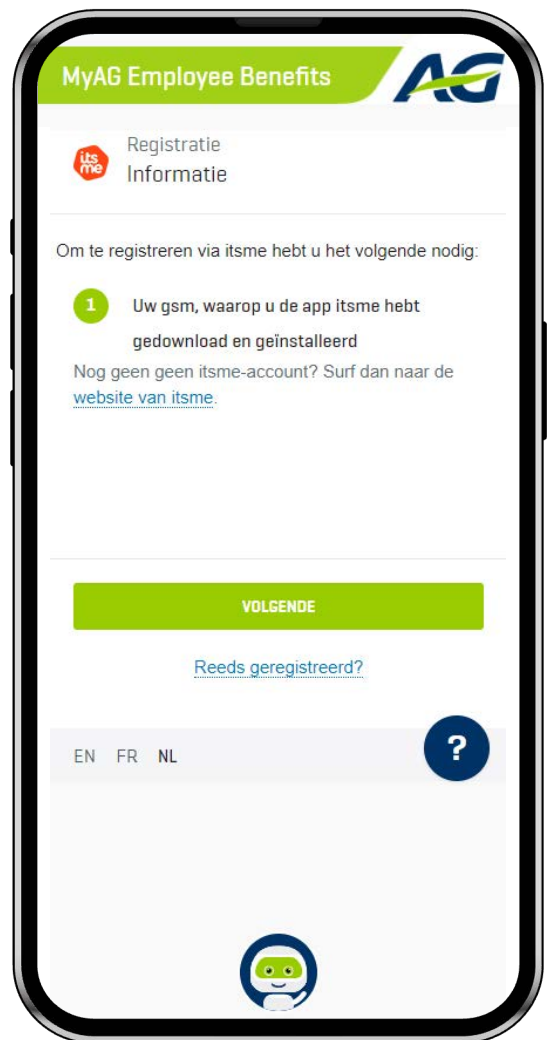 MyAG Employee Benefits
AG
its
me
Registratie
Informatie
Om te registreren via itsme hebt u het volgende nodig:
1 Uw gsm, waarop u de app itsme hebt
gedownload en geïnstalleerd
Nog geen geen itsme-account? Surf dan naar de
website van itsme.
VOLGENDE
Reeds geregistreerd?
EN FR NL
?